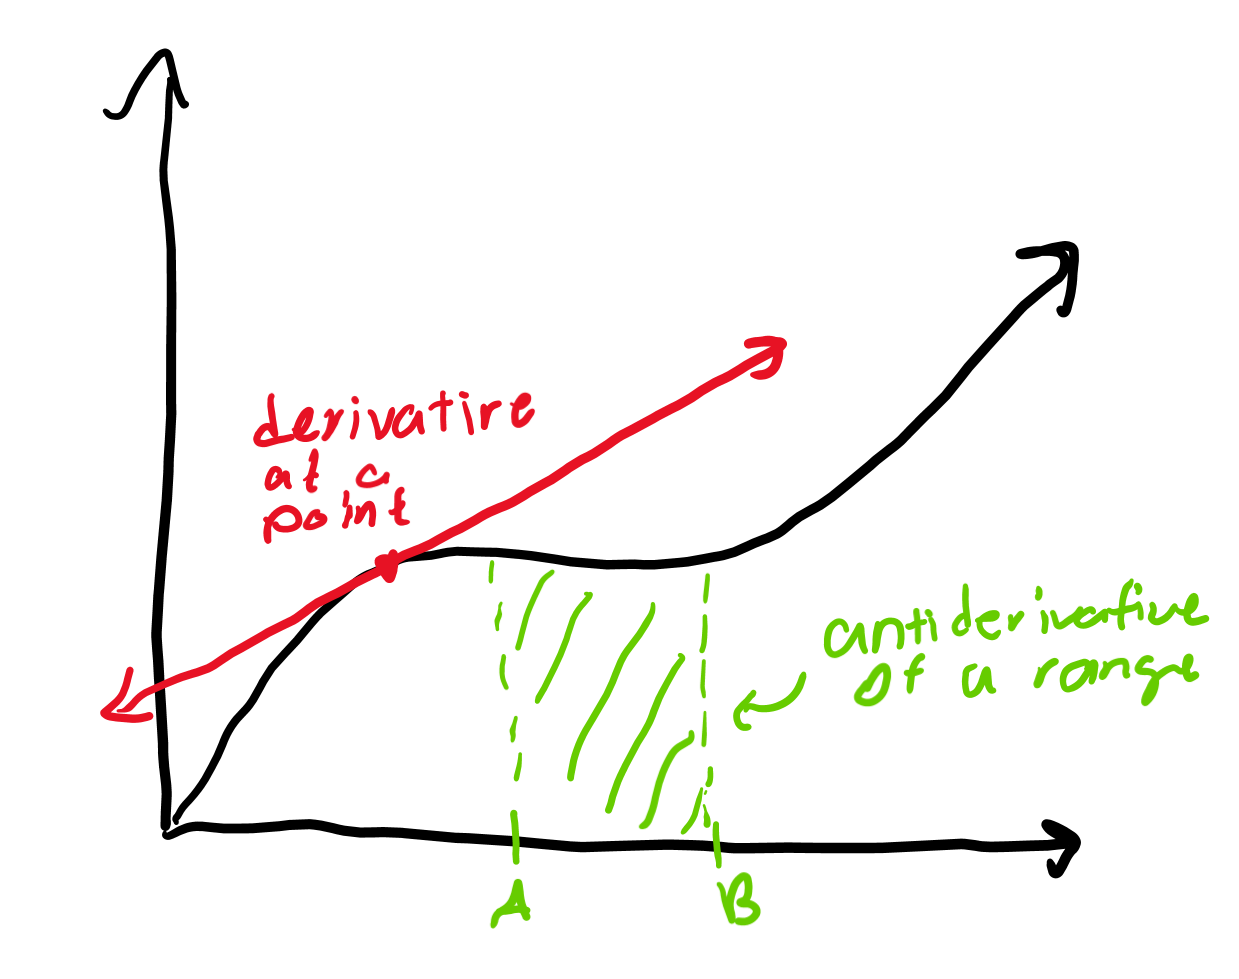 derivative
at a
point
antiderivative
of a range
A
B